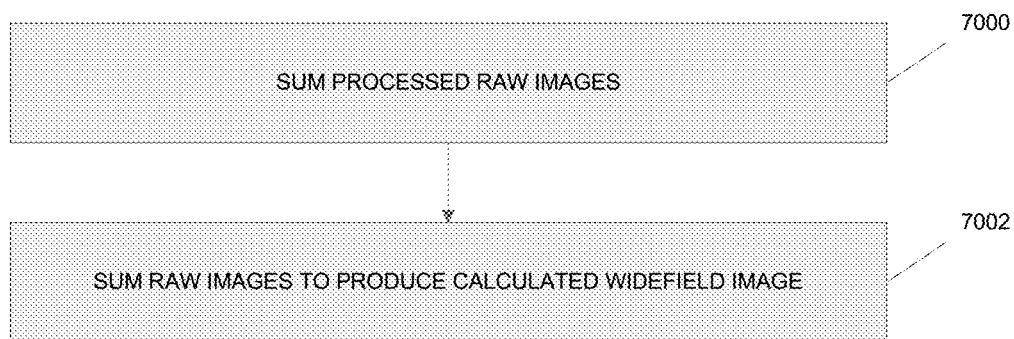 7000
SUM PROCESSED RAW IMAGES
7002
SUM RAW IMAGES TO PRODUCE CALCULATED WIDEFIELD IMAGE